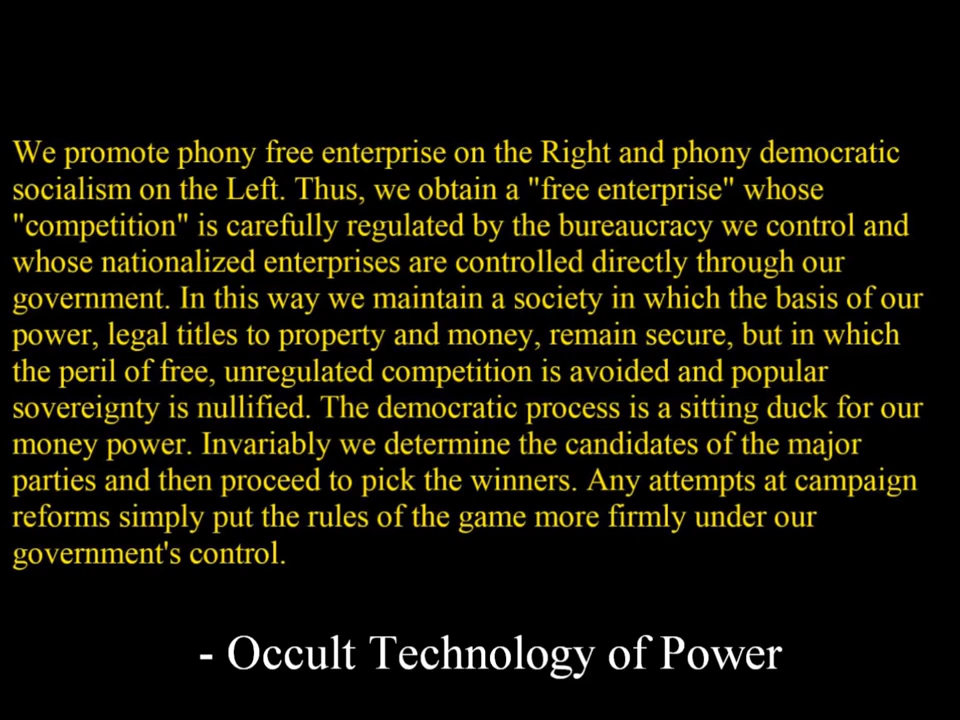 We promote phony free enterprise on the Right and phony democratic
socialism on the Left. Thus, we obtain a "free enterprise" whose
"competition" is carefully regulated by the bureaucracy we control and
whose nationalized enterprises are controlled directly through our
government. In this way we maintain a society in which the basis of our
power, legal titles to property and money, remain secure, but in which
the peril of free, unregulated competition is avoided and popular
sovereignty is nullified. The democratic process is a sitting duck for our
money power. Invariably we determine the candidates of the major
parties and then proceed to pick the winners. Any attempts at campaign
reforms simply put the rules of the game more firmly under our
government's control.
- Occult Technology of Power